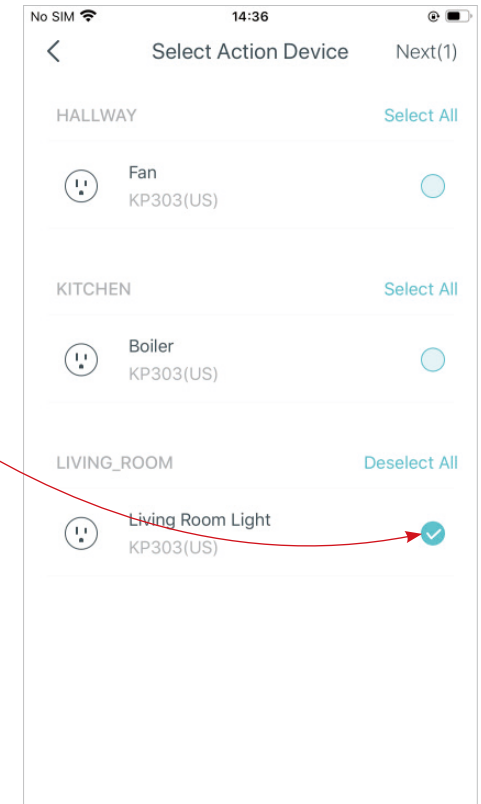 No SIM 14:36
Select Action Device Next(1)
HALLWAY Select All
Fan
KP303(US)
KITCHEN Select All
Boiler
KP303(US)
LIVING_ROOM Deselect All
Living Room Light
KP303(US)